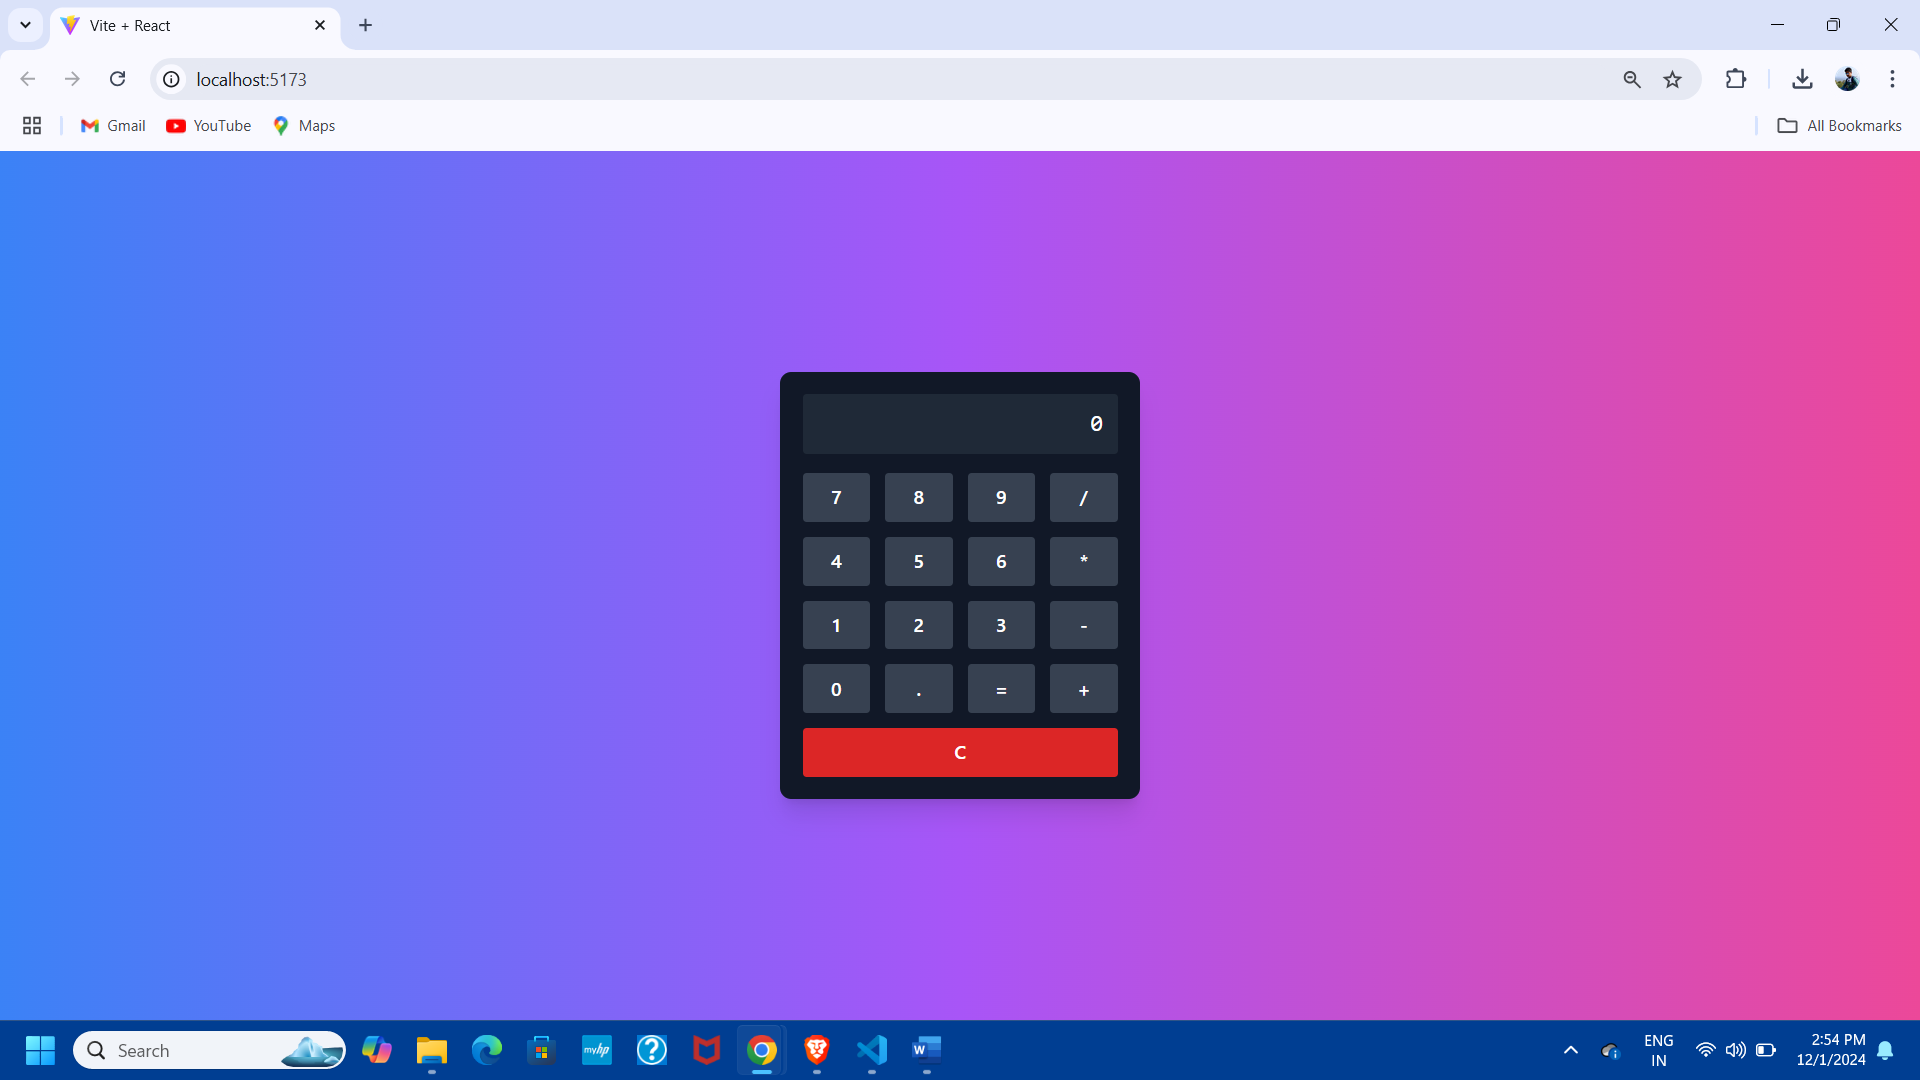 Vite + React
localhost:5173
Gmail YouTube Maps All Bookmarks
0
7 8 9 /
4 5 6 *
1 2 3 -
0 . = +
C
Search myhp ENG 2:54 PM
IN 12/1/2024